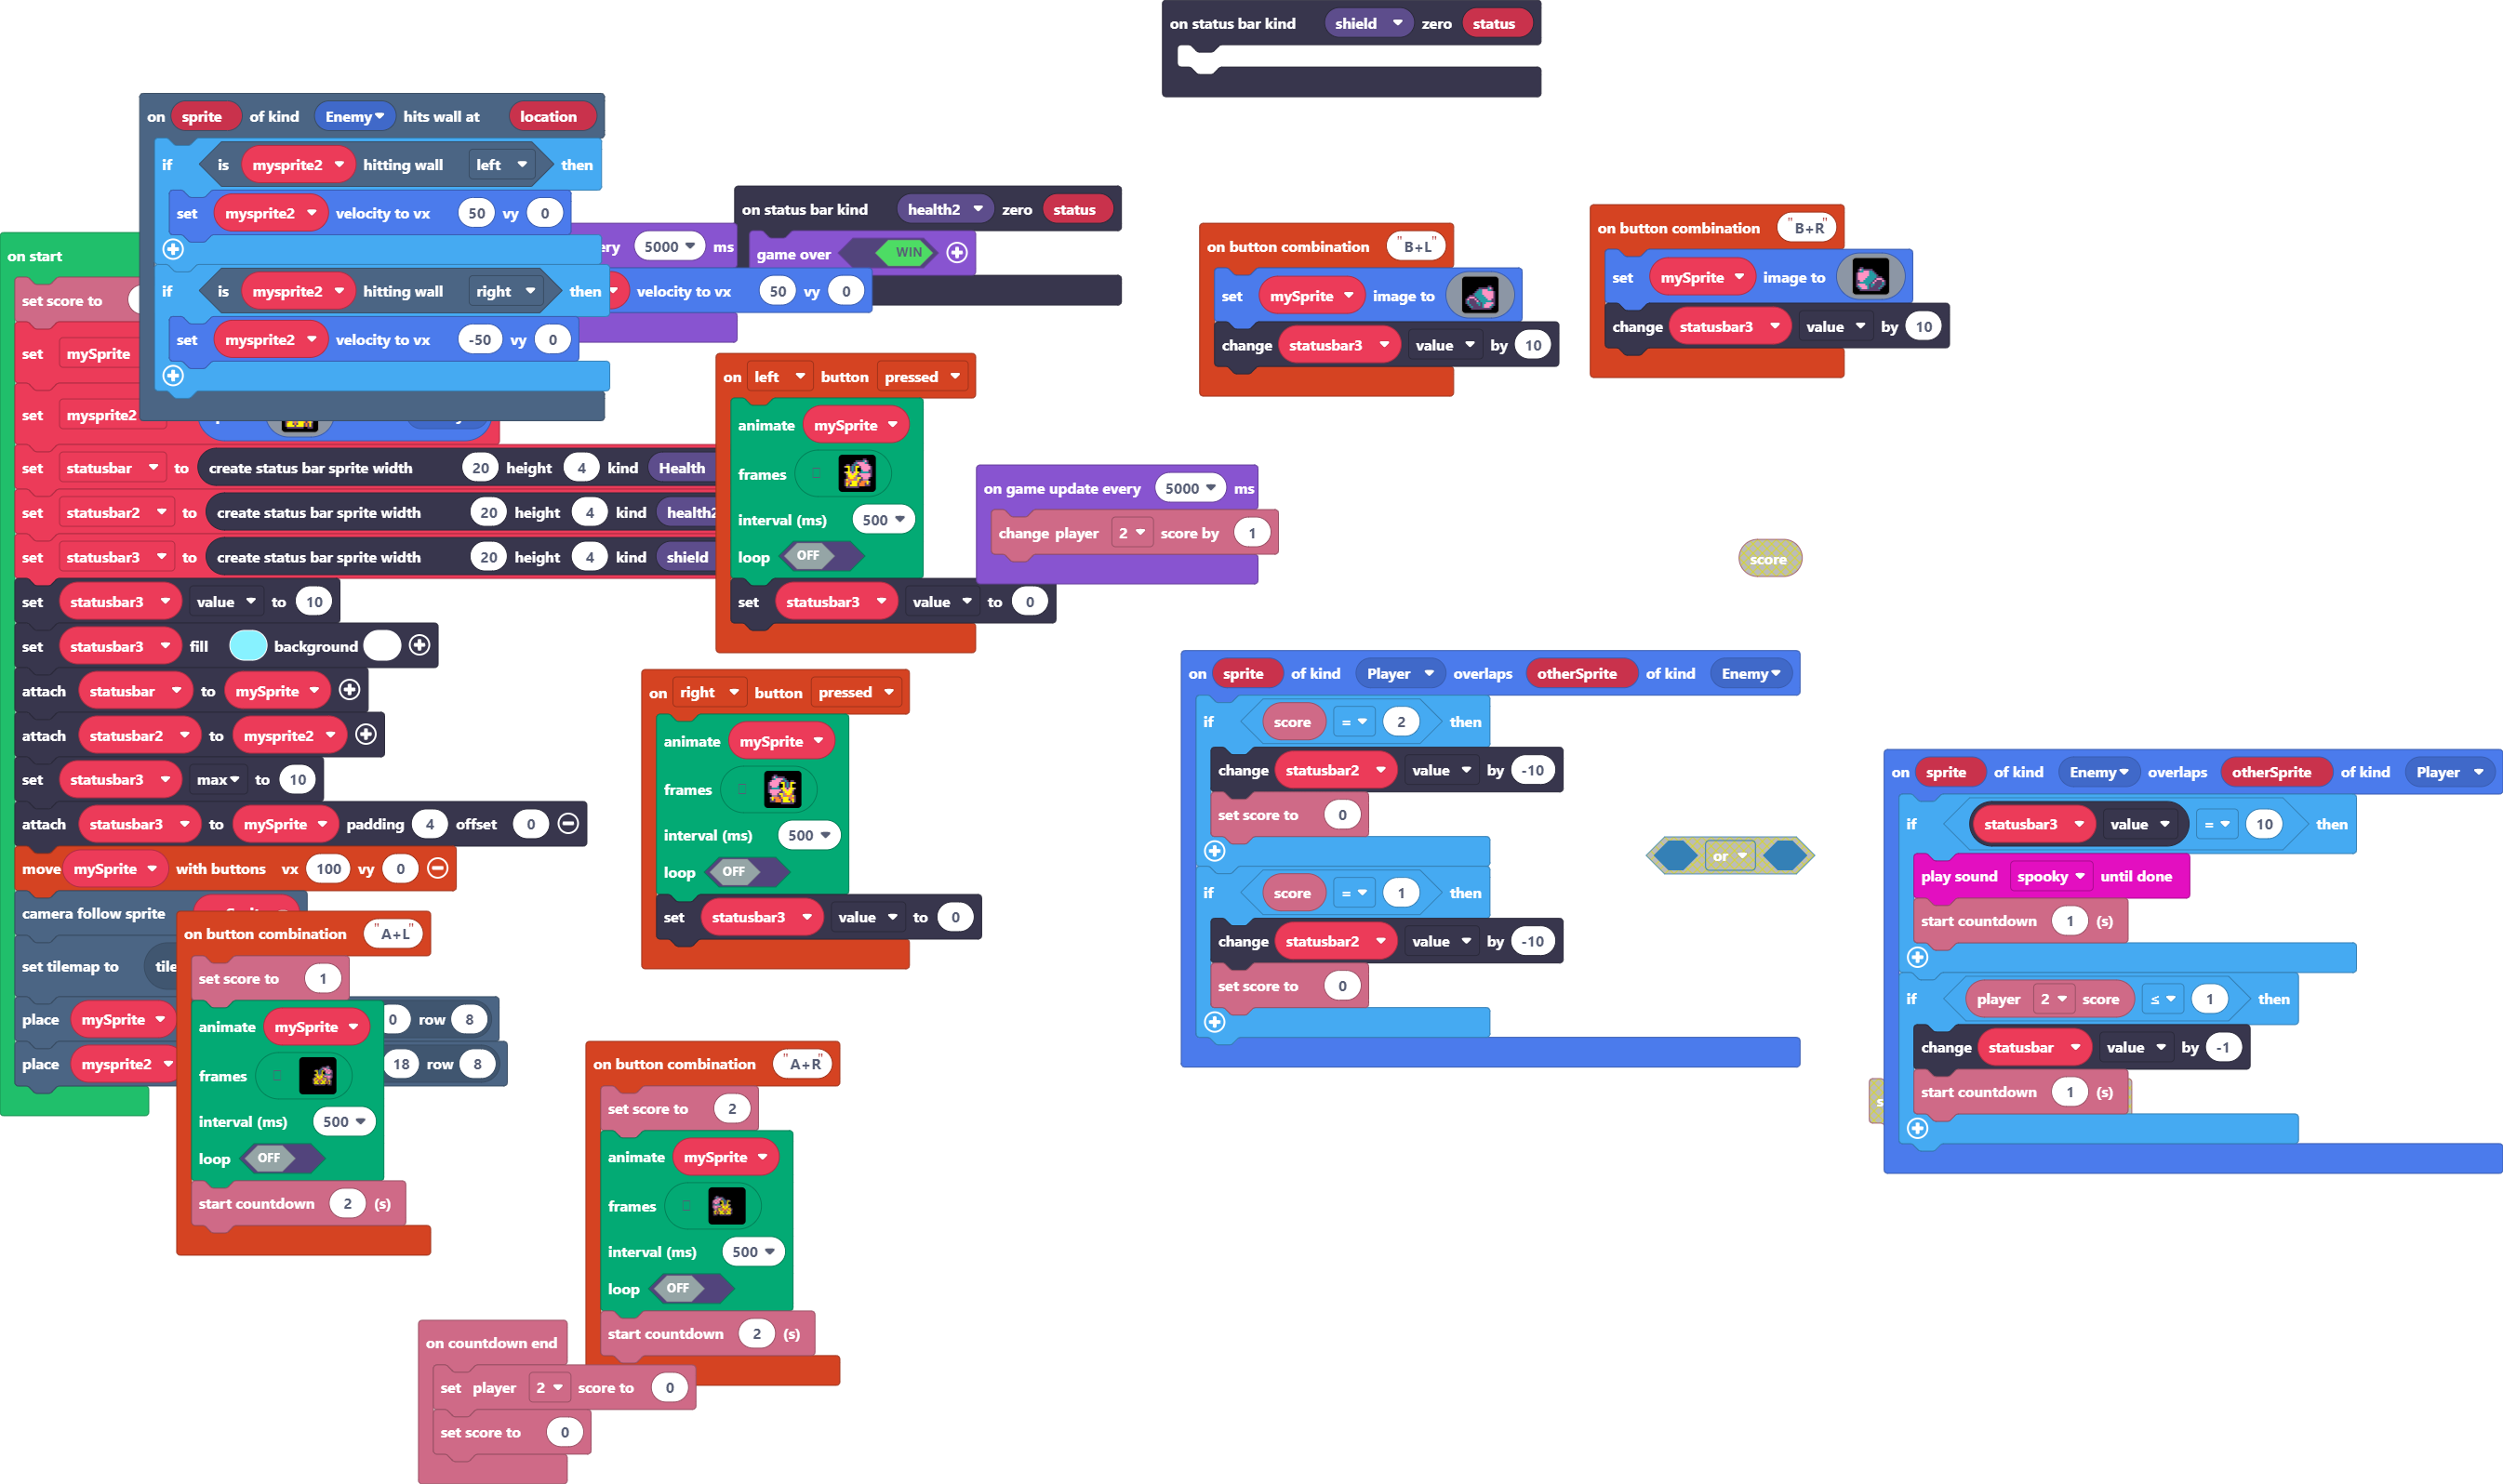 on status bar kind shield zero status
on sprite of kind Enemy hits wall at location
if is mysprite2 hitting wall left then
set mysprite2 velocity to vx 50 vy 0
if is mysprite2 hitting wall right then
set mysprite2 velocity to vx -50 vy 0
5000 ms
velocity to vx 50 vy 0
on status bar kind health2 zero status
game over WIN
on button combination "B+L"
set mySprite image to
change statusbar3 value by 10
on button combination "B+R"
set mySprite image to
change statusbar3 value by 10
on start
set score to
set mySprite
set mysprite2
set statusbar to create status bar sprite width 20 height 4 kind Health
set statusbar2 to create status bar sprite width 20 height 4 kind health2
set statusbar3 to create status bar sprite width 20 height 4 kind shield
set statusbar3 value to 10
set statusbar3 fill background
attach statusbar to mySprite
attach statusbar2 to mysprite2
set statusbar3 max to 10
attach statusbar3 to mySprite padding 4 offset 0
move mySprite with buttons vx 100 vy 0
camera follow sprite
set tilemap to
place mySprite 0 row 8
place mysprite2 18 row 8
on left button pressed
animate mySprite
frames
interval (ms) 500
loop OFF
set statusbar3 value to 0
on game update every 5000 ms
change player 2 score by 1
score
on right button pressed
animate mySprite
frames
interval (ms) 500
loop OFF
set statusbar3 value to 0
on sprite of kind Player overlaps otherSprite of kind Enemy
if score = 2 then
change statusbar2 value by -10
set score to 0
if score = 1 then
change statusbar2 value by -10
set score to 0
or
on sprite of kind Enemy overlaps otherSprite of kind Player
if statusbar3 value = 10 then
play sound spooky until done
start countdown 1 (s)
if player 2 score ≤ 1 then
change statusbar value by -1
start countdown 1 (s)
on button combination "A+L"
set score to 1
animate mySprite
frames
interval (ms) 500
loop OFF
start countdown 2 (s)
on button combination "A+R"
set score to 2
animate mySprite
frames
interval (ms) 500
loop OFF
start countdown 2 (s)
on countdown end
set player 2 score to 0
set score to 0